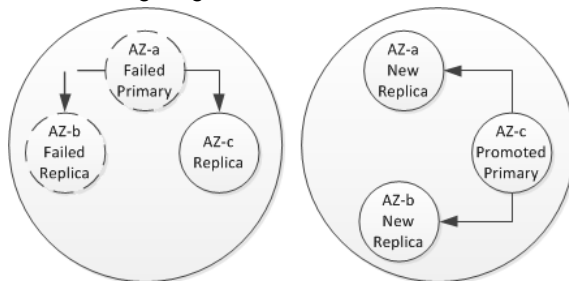 AZ-a
Failed
Primary
AZ-b
Failed
Replica
AZ-c
Replica
AZ-a
New
Replica
AZ-c
Promoted
Primary
AZ-b
New
Replica